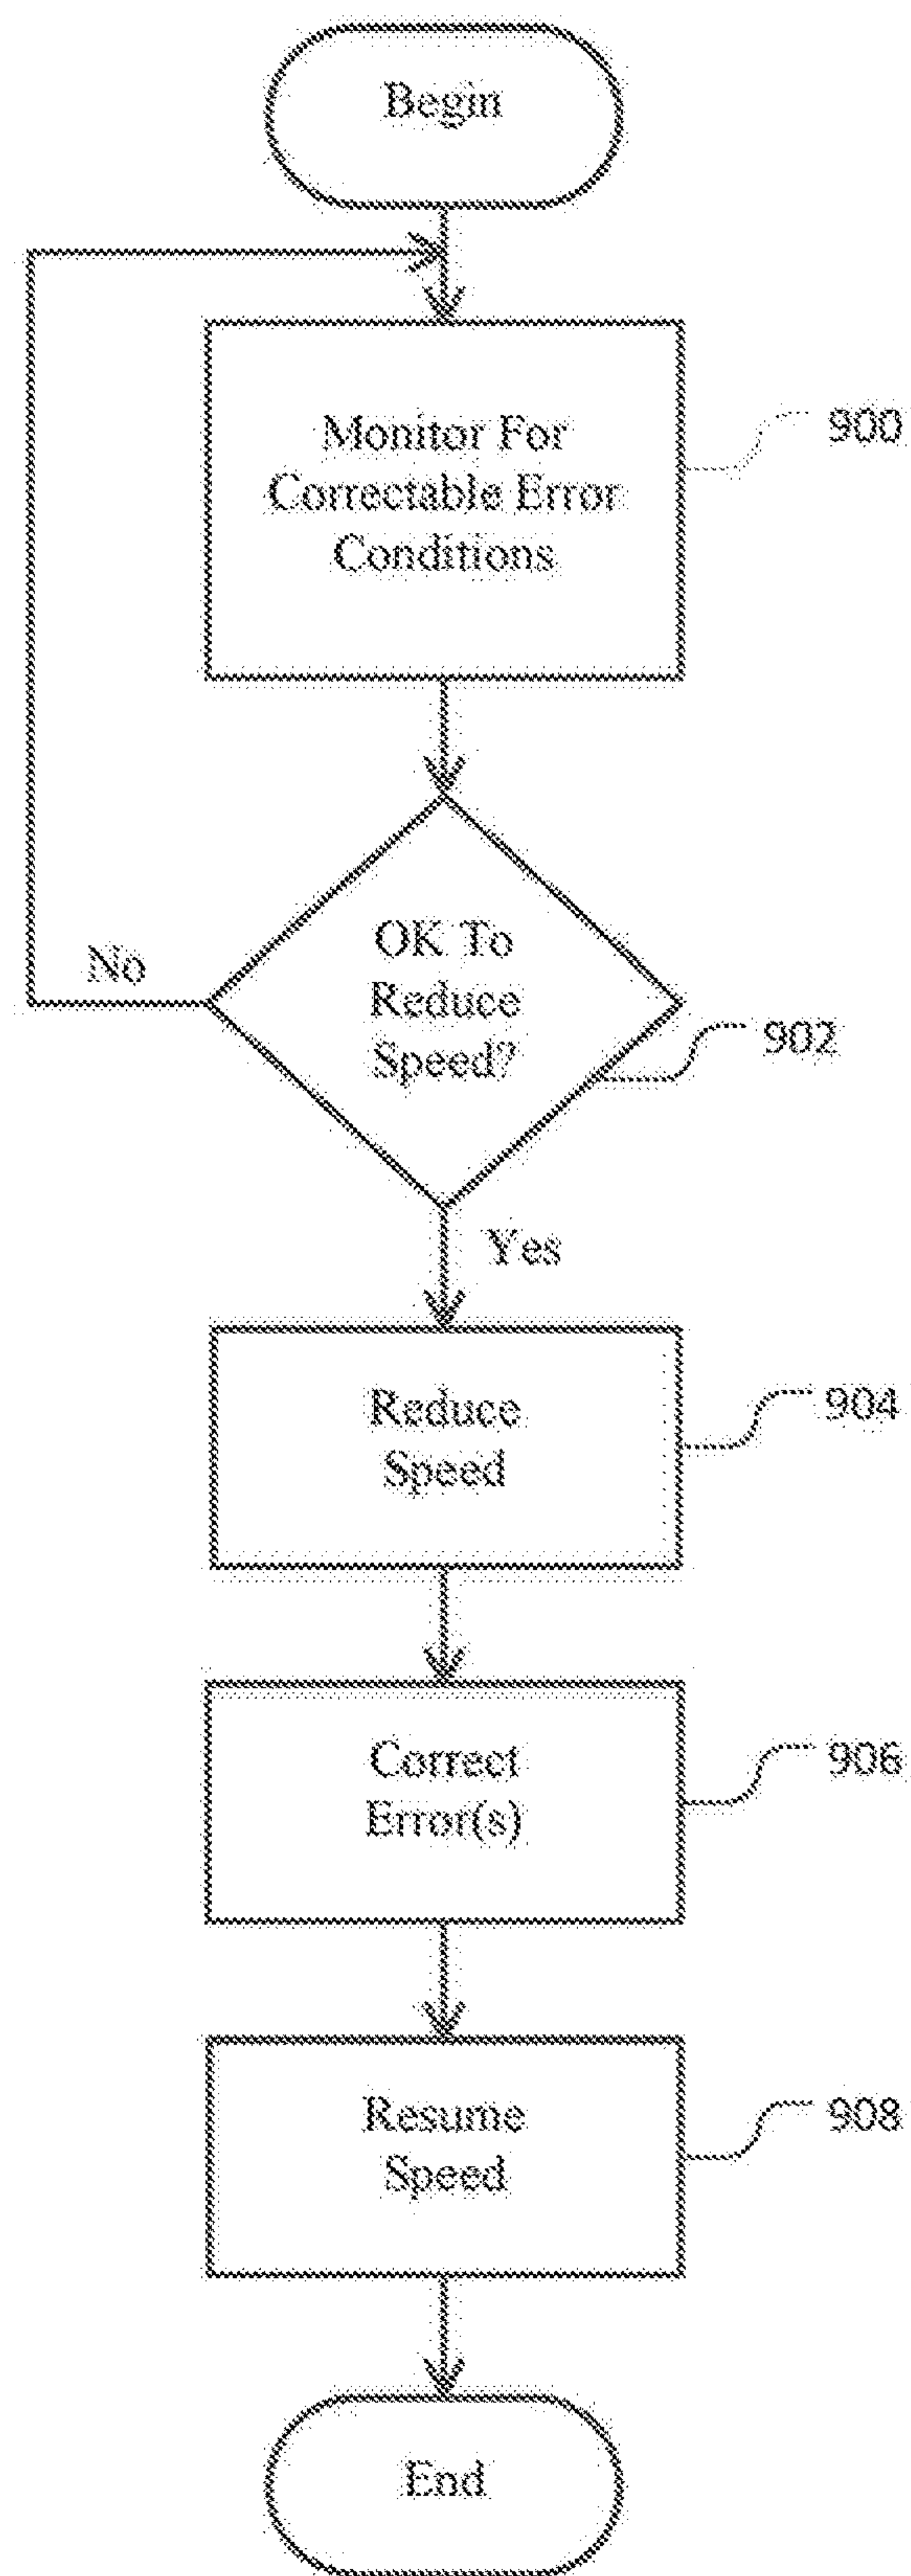 Begin
Monitor For
Correctable Error
Conditions
900
OK To
Reduce
Speed?
902
No
Yes
Reduce
Speed
904
Correct
Error(s)
906
Resume
Speed
908
End